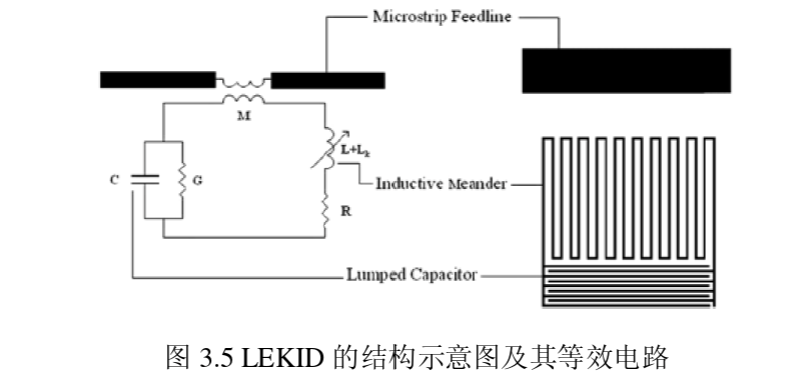 Microstrip Feedline
M
L+Lk
C
G
Inductive Meander
R
Lumped Capacitor
图 3.5 LEKID 的结构示意图及其等效电路